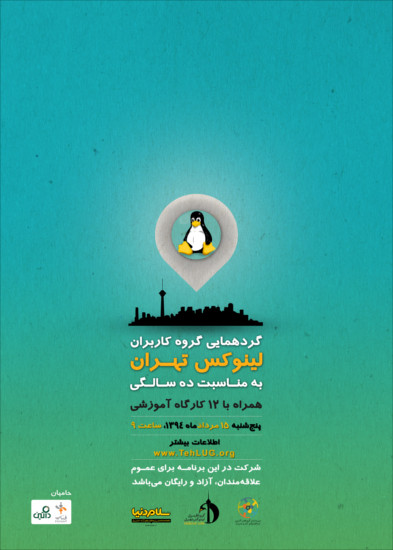 گردهمایی گروه کاربران
لینوکس تهران
به مناسبت ده سالگی
همراه با ۱۲ کارگاه آموزشی
پنج‌شنبه ۱۵ مرداد ماه ۱۳۹۴، ساعت ۹
اطلاعات بیشتر
www.TehLUG.org
شرکت در این برنامه برای عموم
علاقه‌مندان، آزاد و رایگان می‌باشد
حامیان
سلام دنیا